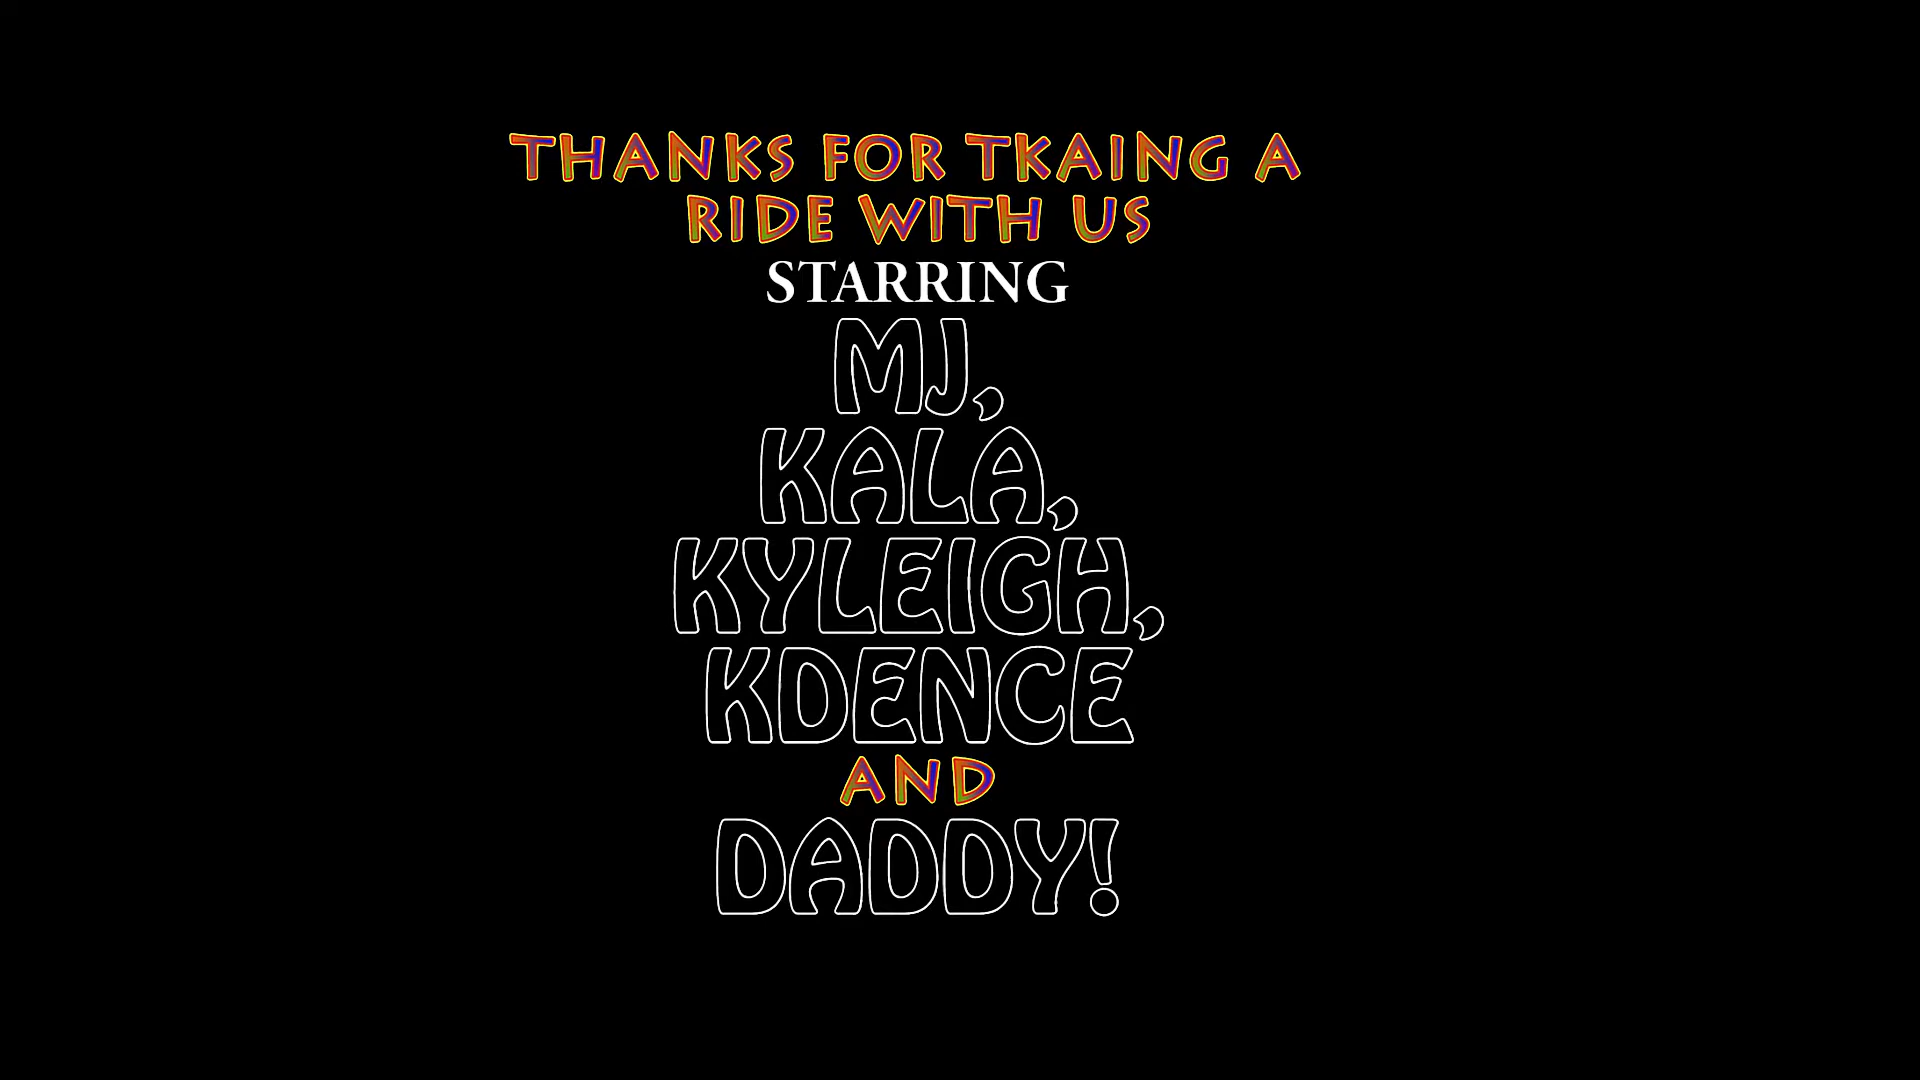 THANKS FOR TKAING A
RIDE WITH US
STARRING
MJ,
KALA,
KYLEIGH,
KDENCE
AND
DADDY!